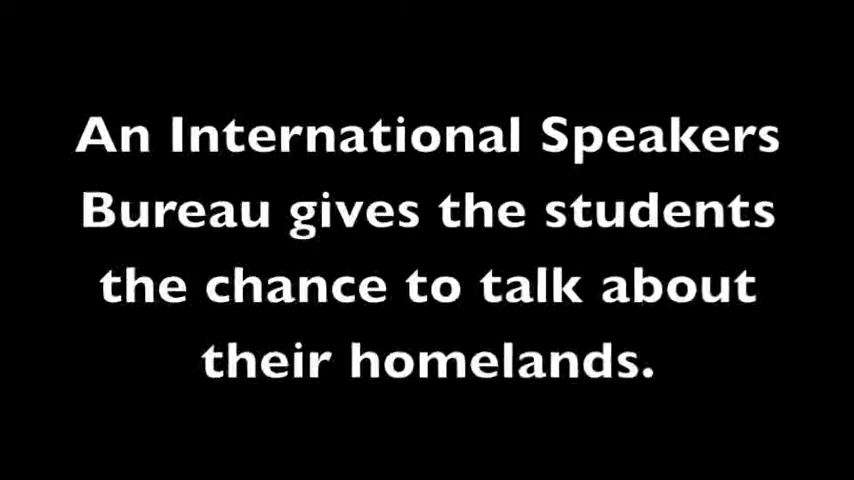 An International Speakers
Bureau gives the students
the chance to talk about
their homelands.